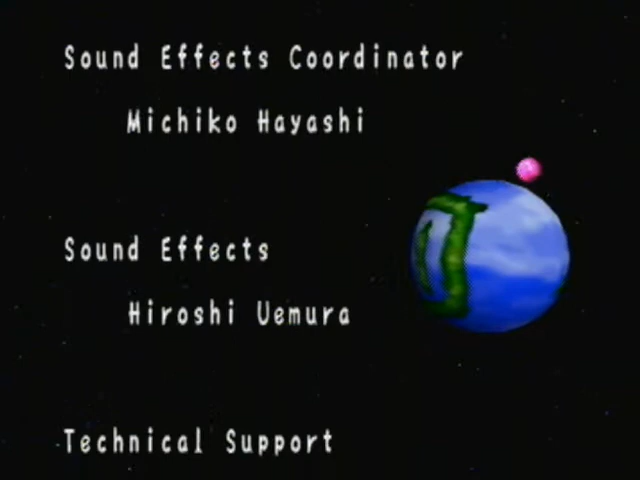 Sound Effects Coordinator
Michiko Hayashi
Sound Effects
Hiroshi Uemura
Technical Support